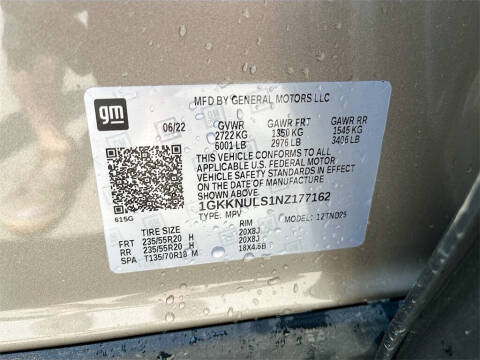 MFD BY GENERAL MOTORS LLC
gm
06/22 GVWR GAWR FRT GAWR RR
2722 KG 1350 KG 1545 KG
6001 LB 2976 LB 3406 LB
THIS VEHICLE CONFORMS TO ALL
APPLICABLE U.S. FEDERAL MOTOR
VEHICLE SAFETY STANDARDS IN EFFECT
ON THE DATE OF MANUFACTURE
SHOWN ABOVE.
1GKKNULS1NZ177162
TYPE: MPV MODEL: 12TND26
615G
TIRE SIZE RIM
FRT 235/55R20 H 20X8J
RR 235/55R20 H 20X8J
SPA T135/70R18 M 18X4.5B